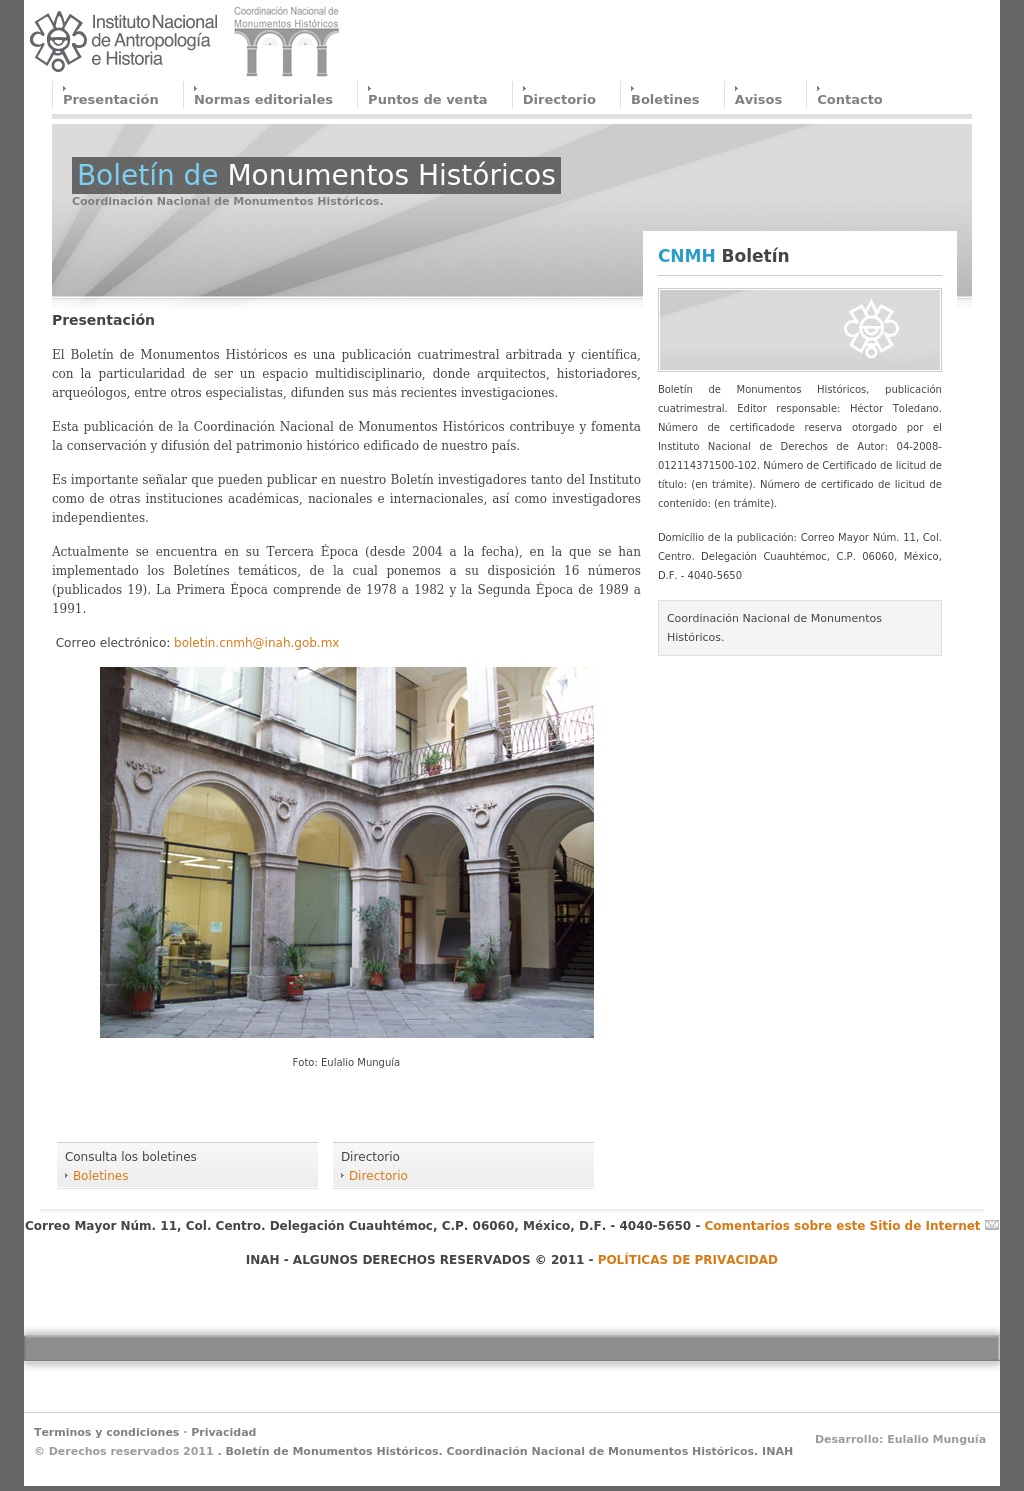 Instituto Nacional
de Antropología
e Historia
Coordinación Nacional de
Monumentos Históricos
Presentación
Normas editoriales
Puntos de venta
Directorio
Boletines
Avisos
Contacto
Boletín de Monumentos Históricos
Coordinación Nacional de Monumentos Históricos.
Presentación
El Boletín de Monumentos Históricos es una publicación cuatrimestral arbitrada y científica,
con la particularidad de ser un espacio multidisciplinario, donde arquitectos, historiadores,
arqueólogos, entre otros especialistas, difunden sus más recientes investigaciones.
Esta publicación de la Coordinación Nacional de Monumentos Históricos contribuye y fomenta
la conservación y difusión del patrimonio histórico edificado de nuestro país.
Es importante señalar que pueden publicar en nuestro Boletín investigadores tanto del Instituto
como de otras instituciones académicas, nacionales e internacionales, así como investigadores
independientes.
Actualmente se encuentra en su Tercera Época (desde 2004 a la fecha), en la que se han
implementado los Boletínes temáticos, de la cual ponemos a su disposición 16 números
(publicados 19). La Primera Época comprende de 1978 a 1982 y la Segunda Época de 1989 a
1991.
Correo electrónico: boletin.cnmh@inah.gob.mx
Foto: Eulalio Munguía
CNMH Boletín
Boletín de Monumentos Históricos, publicación
cuatrimestral. Editor responsable: Héctor Toledano.
Número de certificadode reserva otorgado por el
Instituto Nacional de Derechos de Autor: 04-2008-
012114371500-102. Número de Certificado de licitud de
título: (en trámite). Número de certificado de licitud de
contenido: (en trámite).
Domicilio de la publicación: Correo Mayor Núm. 11, Col.
Centro. Delegación Cuauhtémoc, C.P. 06060, México,
D.F. - 4040-5650
Coordinación Nacional de Monumentos
Históricos.
Consulta los boletines
Boletines
Directorio
Directorio
Correo Mayor Núm. 11, Col. Centro. Delegación Cuauhtémoc, C.P. 06060, México, D.F. - 4040-5650 - Comentarios sobre este Sitio de Internet
INAH - ALGUNOS DERECHOS RESERVADOS © 2011 - POLÍTICAS DE PRIVACIDAD
Terminos y condiciones · Privacidad
© Derechos reservados 2011 . Boletín de Monumentos Históricos. Coordinación Nacional de Monumentos Históricos. INAH
Desarrollo: Eulalio Munguía